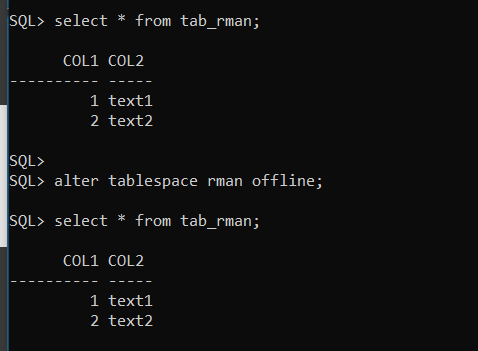 SQL> select * from tab_rman;
      COL1 COL2
---------- -----
         1 text1
         2 text2
SQL>
SQL> alter tablespace rman offline;
SQL> select * from tab_rman;
      COL1 COL2
---------- -----
         1 text1
         2 text2